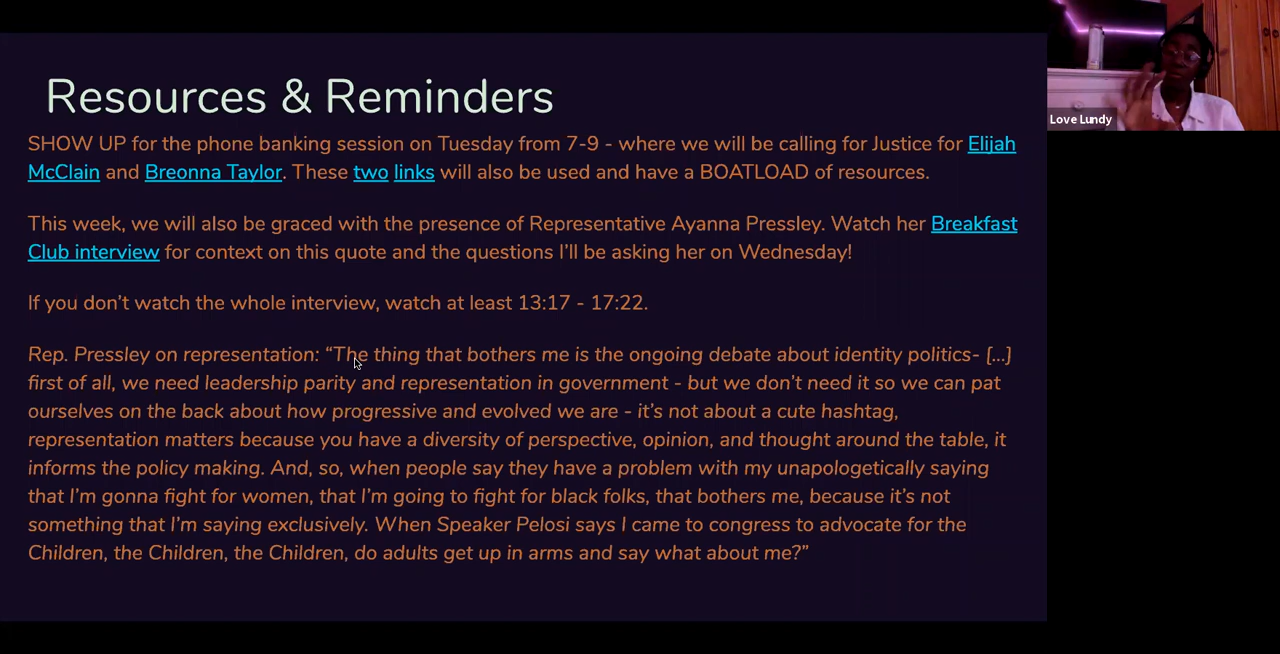 Resources & Reminders
SHOW UP for the phone banking session on Tuesday from 7-9 - where we will be calling for Justice for Elijah
McClain and Breonna Taylor. These two links will also be used and have a BOATLOAD of resources.
This week, we will also be graced with the presence of Representative Ayanna Pressley. Watch her Breakfast
Club interview for context on this quote and the questions I'll be asking her on Wednesday!
If you don't watch the whole interview, watch at least 13:17 - 17:22.
Rep. Pressley on representation: “The thing that bothers me is the ongoing debate about identity politics- [...]
first of all, we need leadership parity and representation in government - but we don't need it so we can pat
ourselves on the back about how progressive and evolved we are - it's not about a cute hashtag,
representation matters because you have a diversity of perspective, opinion, and thought around the table, it
informs the policy making. And, so, when people say they have a problem with my unapologetically saying
that I'm gonna fight for women, that I'm going to fight for black folks, that bothers me, because it's not
something that I'm saying exclusively. When Speaker Pelosi says I came to congress to advocate for the
Children, the Children, the Children, do adults get up in arms and say what about me?”
Love Lundy